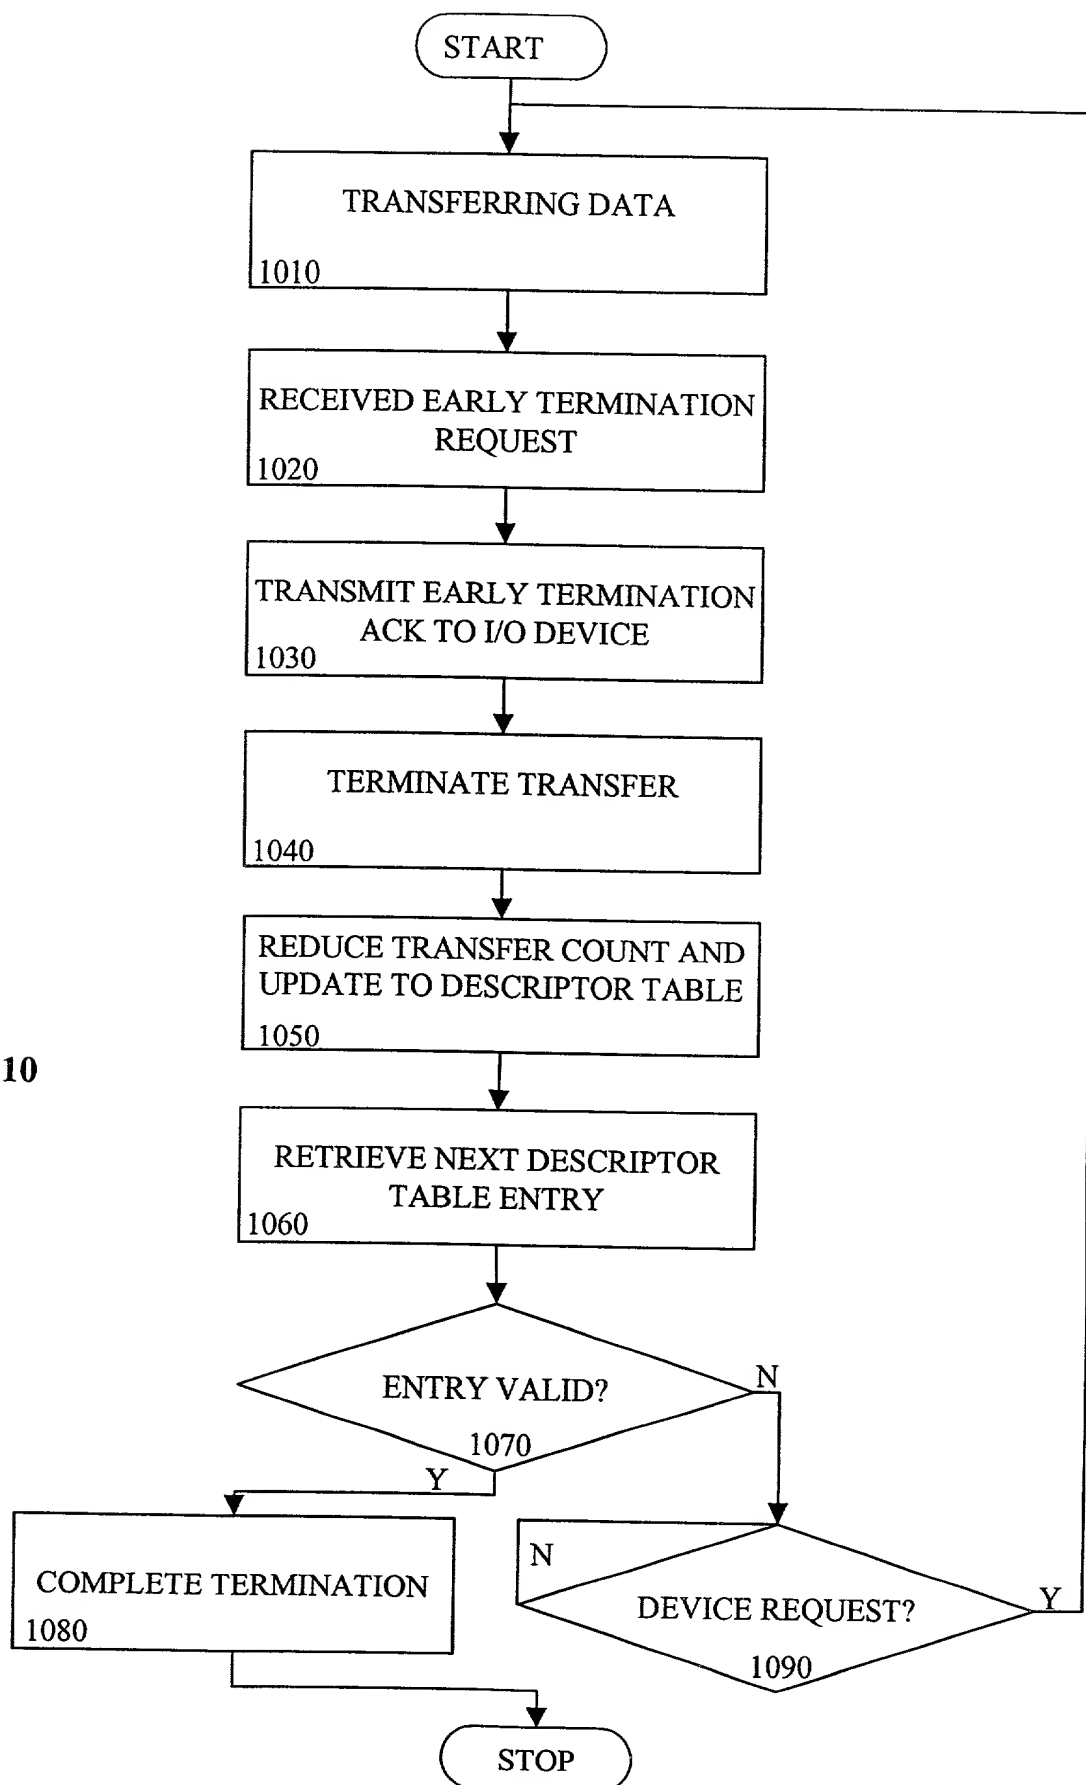 START
TRANSFERRING DATA
1010
RECEIVED EARLY TERMINATION
REQUEST
1020
TRANSMIT EARLY TERMINATION
ACK TO I/O DEVICE
1030
TERMINATE TRANSFER
1040
REDUCE TRANSFER COUNT AND
UPDATE TO DESCRIPTOR TABLE
1050
10
RETRIEVE NEXT DESCRIPTOR
TABLE ENTRY
1060
ENTRY VALID?
N
1070
Y
COMPLETE TERMINATION
1080
N
DEVICE REQUEST?
Y
1090
STOP